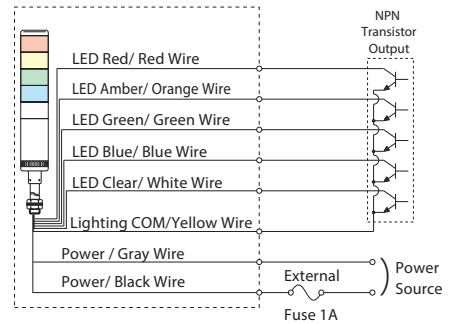 NPN
Transistor
Output
LED Red/ Red Wire
LED Amber/ Orange Wire
LED Green/ Green Wire
LED Blue/ Blue Wire
LED Clear/ White Wire
Lighting COM/Yellow Wire
Power / Gray Wire
Power/ Black Wire
External
Fuse 1A
Power
Source